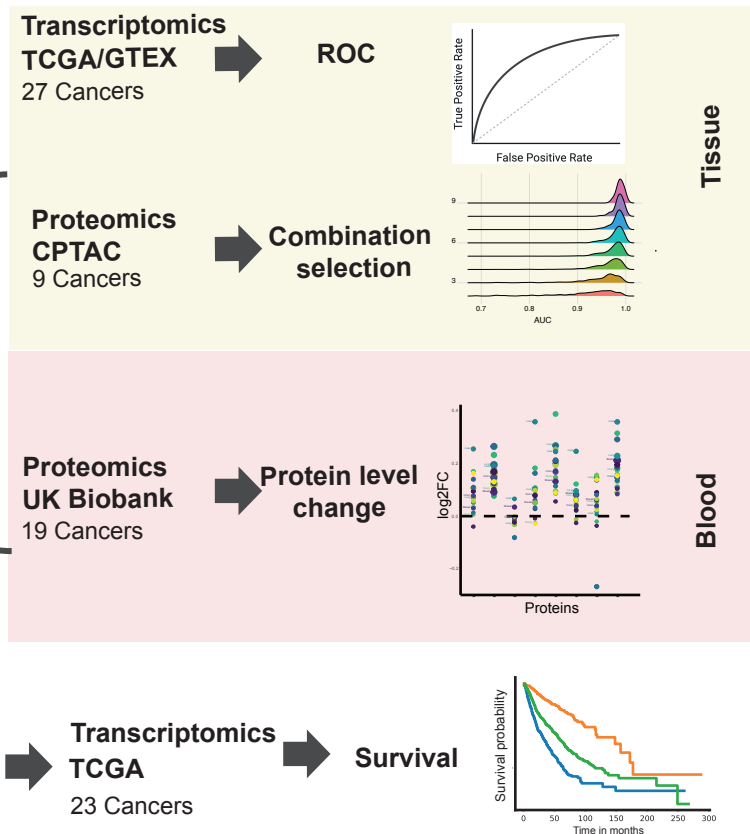 Transcriptomics
TCGA/GTEX
27 Cancers
ROC
True Positive Rate
False Positive Rate
Tissue
Proteomics
CPTAC
9 Cancers
Combination
selection
9
6
3
0.7 0.8 0.9 1.0
AUC
Proteomics
UK Biobank
19 Cancers
Protein level
change
log2FC
Proteins
Blood
Transcriptomics
TCGA
23 Cancers
Survival
Survival probability
0 50 100 150 200 250 300
Time in months